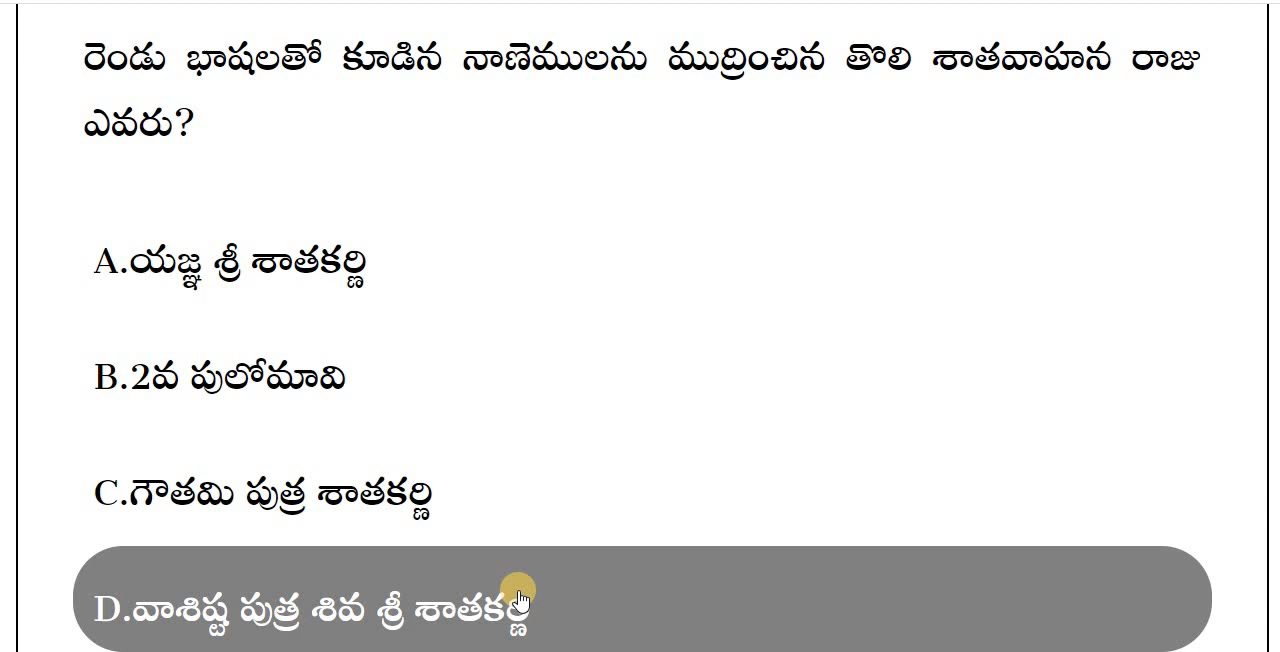 రెండు భాషలతో కూడిన నాణెములను ముద్రించిన తొలి శాతవాహన రాజు
ఎవరు?
A.యజ్ఞ శ్రీ శాతకర్ణి
B.2వ పులోమావి
C.గౌతమి పుత్ర శాతకర్ణి
D.వాశిష్ట పుత్ర శివ శ్రీ శాతకర్ణి